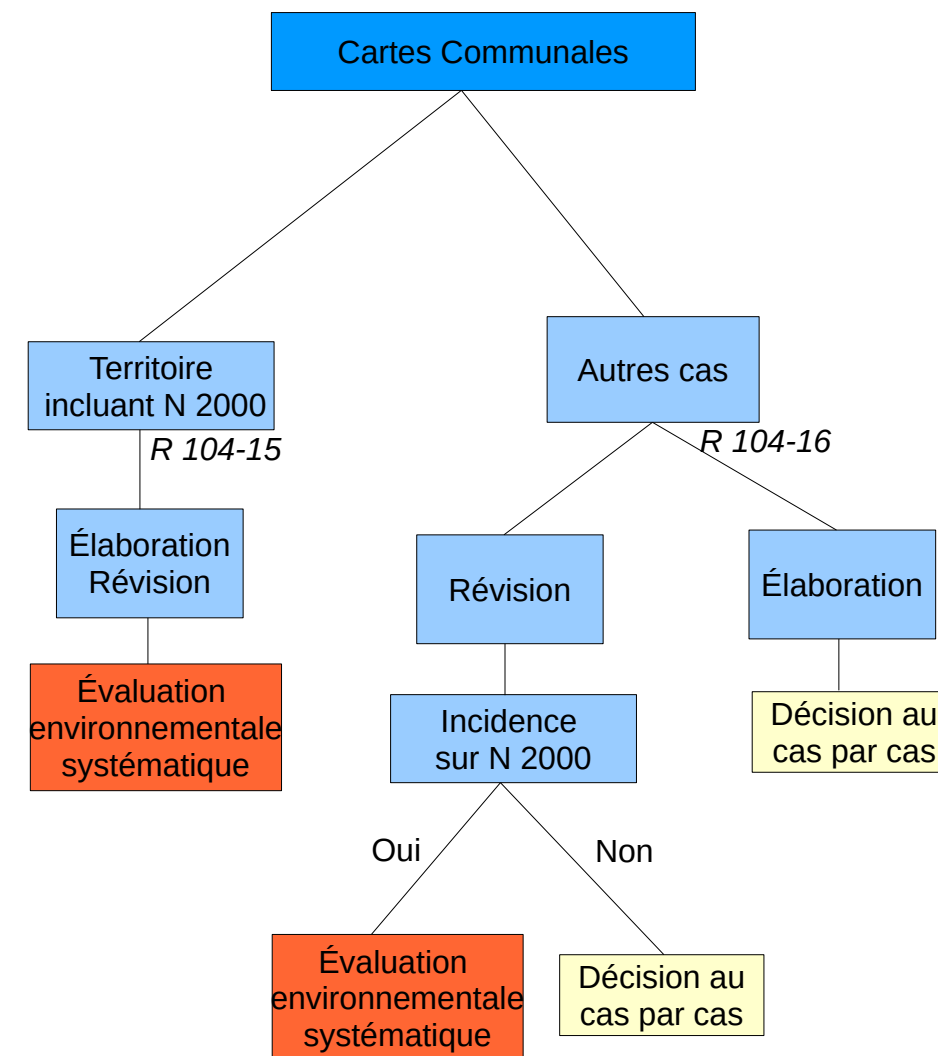 Cartes Communales
Territoire
incluant N 2000
Autres cas
R 104-15
R 104-16
Élaboration
Révision
Révision
Élaboration
Évaluation
environnementale
systématique
Incidence
sur N 2000
Décision au
cas par cas
Oui
Non
Évaluation
environnementale
systématique
Décision au
cas par cas